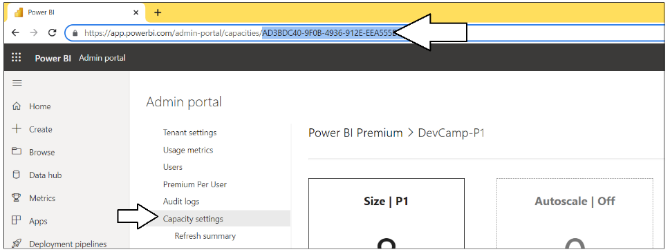 Power BI
https://app.powerbi.com/admin-portal/capacities/AD3BDC40-9F0B-4936-912E-EEA555
Power BI Admin portal
Home
Create
Browse
Data hub
Metrics
Apps
Deployment pipelines
Admin portal
Tenant settings
Usage metrics
Users
Premium Per User
Audit logs
Capacity settings
Refresh summary
Power BI Premium > DevCamp-P1
Size | P1
Autoscale | Off